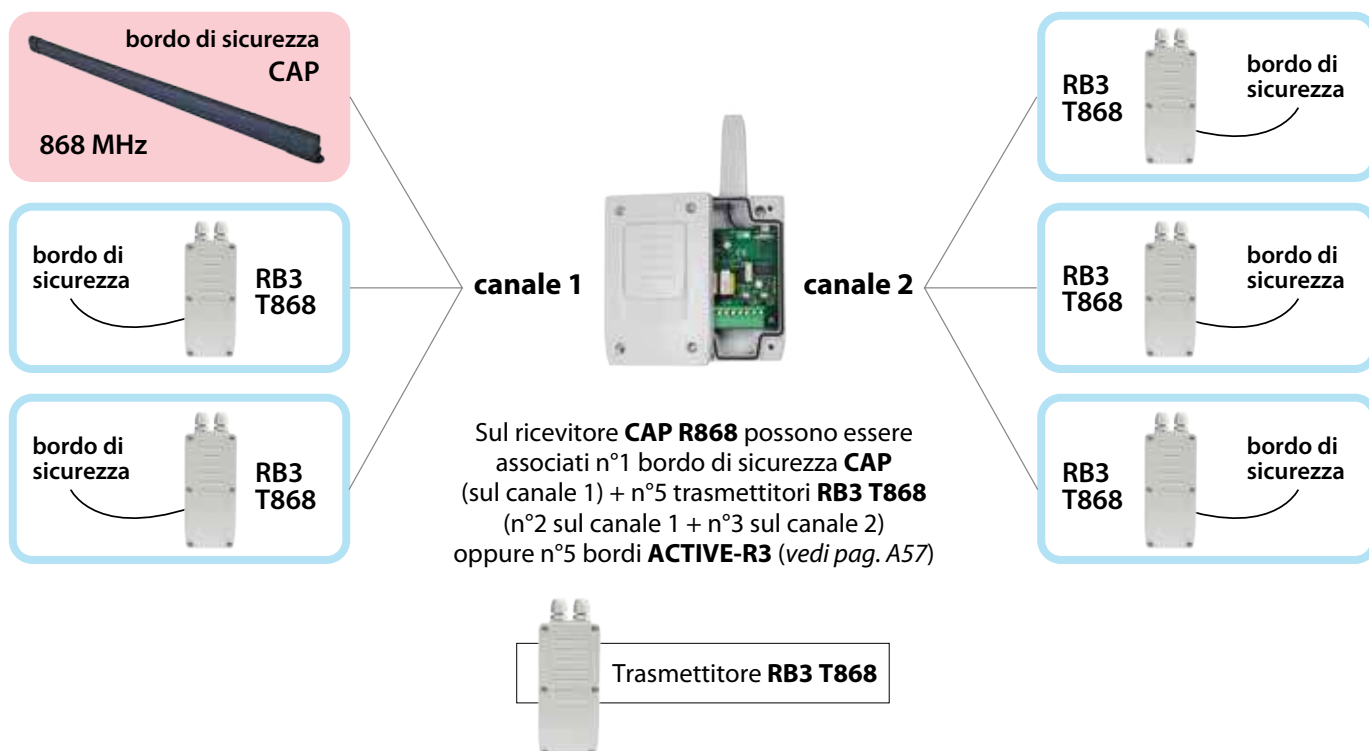 bordo di sicurezza
CAP
868 MHz
bordo di
sicurezza
RB3
T868
bordo di
sicurezza
RB3
T868
canale 1
canale 2
RB3
T868
bordo di
sicurezza
RB3
T868
bordo di
sicurezza
RB3
T868
bordo di
sicurezza
Sul ricevitore CAP R868 possono essere
associati n°1 bordo di sicurezza CAP
(sul canale 1) + n°5 trasmettitori RB3 T868
(n°2 sul canale 1 + n°3 sul canale 2)
oppure n°5 bordi ACTIVE-R3 (vedi pag. A57)
Trasmettitore RB3 T868